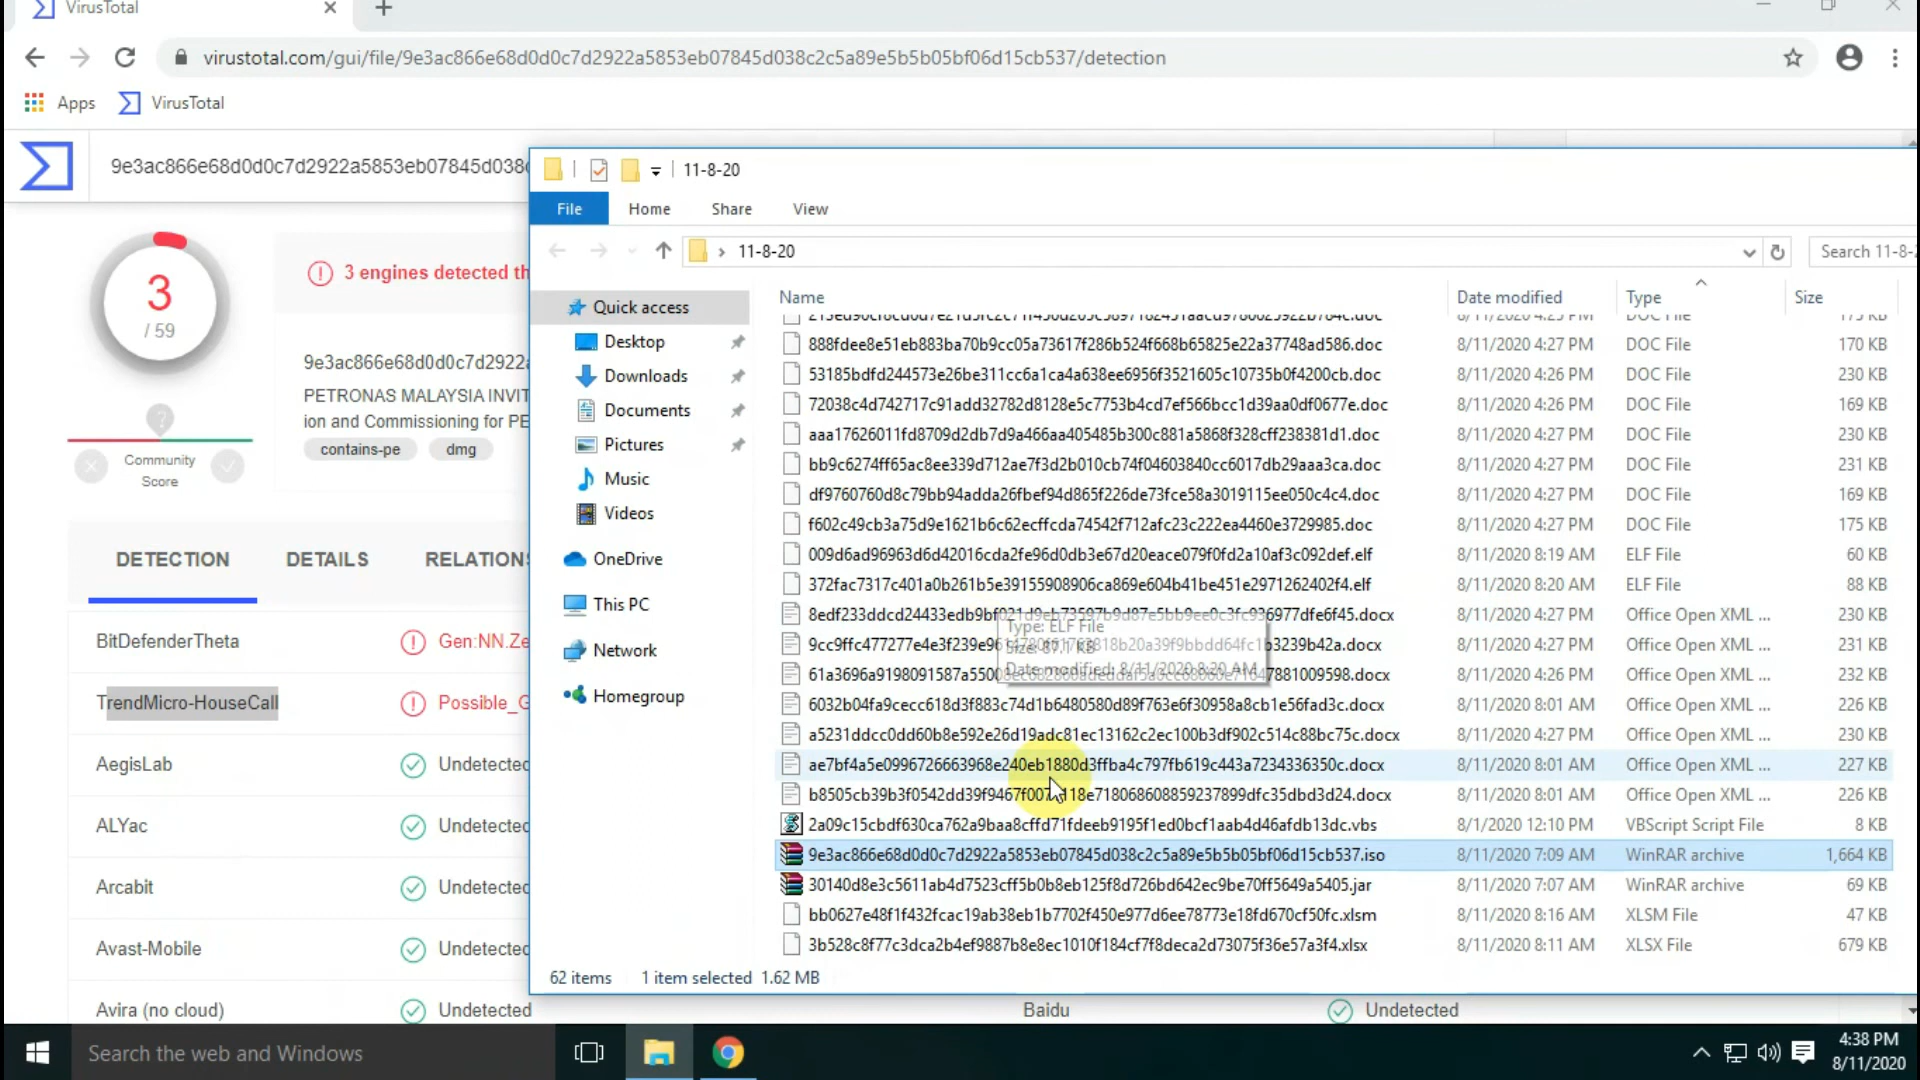 VirusTotal
virustotal.com/gui/file/9e3ac866e68d0d0c7d2922a5853eb07845d038c2c5a89e5b5b05bf06d15cb537/detection
Apps
VirusTotal
9e3ac866e68d0d0c7d2922a5853eb07845d038
3
/ 59
3 engines detected th
9e3ac866e68d0d0c7d2922
PETRONAS MALAYSIA INVIT
ion and Commissioning for PE
contains-pe dmg
Community
Score
DETECTION DETAILS RELATIONS
BitDefenderTheta Gen:NN.Ze
TrendMicro-HouseCall Possible_G
AegisLab Undetected
ALYac Undetected
Arcabit Undetected
Avast-Mobile Undetected
Avira (no cloud) Undetected Baidu Undetected
11-8-20
File Home Share View
11-8-20
Search 11-8-
Quick access
Desktop
Downloads
Documents
Pictures
Music
Videos
OneDrive
This PC
Network
Homegroup
Name Date modified Type Size
888fdee8e51eb883ba70b9cc05a73617f286b524f668b65825e22a37748ad586.doc 8/11/2020 4:27 PM DOC File 170 KB
53185bdfd244573e26be311cc6a1ca4a638ee6956f3521605c10735b0f4200cb.doc 8/11/2020 4:26 PM DOC File 230 KB
72038c4d742717c91add32782d8128e5c7753b4cd7ef566bcc1d39aa0df0677e.doc 8/11/2020 4:26 PM DOC File 169 KB
aaa17626011fd8709d2db7d9a466aa405485b300c881a5868f328cff238381d1.doc 8/11/2020 4:27 PM DOC File 230 KB
bb9c6274ff65ac8ee339d712ae7f3d2b010cb74f04603840cc6017db29aaa3ca.doc 8/11/2020 4:27 PM DOC File 231 KB
df9760760d8c79bb94adda26fbef94d865f226de73fce58a3019115ee050c4c4.doc 8/11/2020 4:27 PM DOC File 169 KB
f602c49cb3a75d9e1621b6c62ecffcda74542f712afc23c222ea4460e3729985.doc 8/11/2020 4:27 PM DOC File 175 KB
009d6ad96963d6d42016cda2fe96d0db3e67d20eace079f0fd2a10af3c092def.elf 8/11/2020 8:19 AM ELF File 60 KB
372fac7317c401a0b261b5e39155908906ca869e604b41be451e2971262402f4.elf 8/11/2020 8:20 AM ELF File 88 KB
8/11/2020 4:27 PM Office Open XML ... 230 KB
8/11/2020 4:27 PM Office Open XML ... 231 KB
8/11/2020 4:26 PM Office Open XML ... 232 KB
Type: ELF File
Size: 87.1 KB
Date modified: 8/11/2020 8:20 AM
6032b04fa9cecc618d3f883c74d1b6480580d89f763e6f30958a8cb1e56fad3c.docx 8/11/2020 8:01 AM Office Open XML ... 226 KB
a5231ddcc0dd60b8e592e26d19adc81ec13162c2ec100b3df902c514c88bc75c.docx 8/11/2020 4:27 PM Office Open XML ... 230 KB
ae7bf4a5e0996726663968e240eb1880d3ffba4c797fb619c443a7234336350c.docx 8/11/2020 8:01 AM Office Open XML ... 227 KB
8/11/2020 8:01 AM Office Open XML ... 226 KB
2a09c15cbdf630ca762a9baa8cffd71fdeeb9195f1ed0bcf1aab4d46afdb13dc.vbs 8/1/2020 12:10 PM VBScript Script File 8 KB
9e3ac866e68d0d0c7d2922a5853eb07845d038c2c5a89e5b5b05bf06d15cb537.iso 8/11/2020 7:09 AM WinRAR archive 1,664 KB
30140d8e3c5611ab4d7523cff5b0b8eb125f8d726bd642ec9be70ff5649a5405.jar 8/11/2020 7:07 AM WinRAR archive 69 KB
bb0627e48f1f432fcac19ab38eb1b7702f450e977d6ee78773e18fd670cf50fc.xlsm 8/11/2020 8:16 AM XLSM File 47 KB
3b528c8f77c3dca2b4ef9887b8e8ec1010f184cf7f8deca2d73075f36e57a3f4.xlsx 8/11/2020 8:11 AM XLSX File 679 KB
62 items 1 item selected 1.62 MB
Search the web and Windows
4:38 PM
8/11/2020